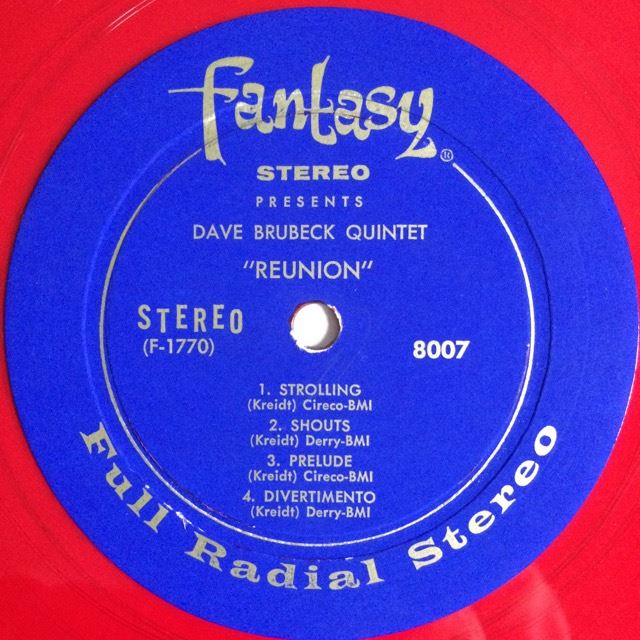 Fantasy ®
STEREO
PRESENTS
DAVE BRUBECK QUINTET
"REUNION"
STEREO
(F-1770)
8007
1. STROLLING
(Kreidt) Cireco-BMI
2. SHOUTS
(Kreidt) Derry-BMI
3. PRELUDE
(Kreidt) Cireco-BMI
4. DIVERTIMENTO
(Kreidt) Derry-BMI
Full Radial Stereo